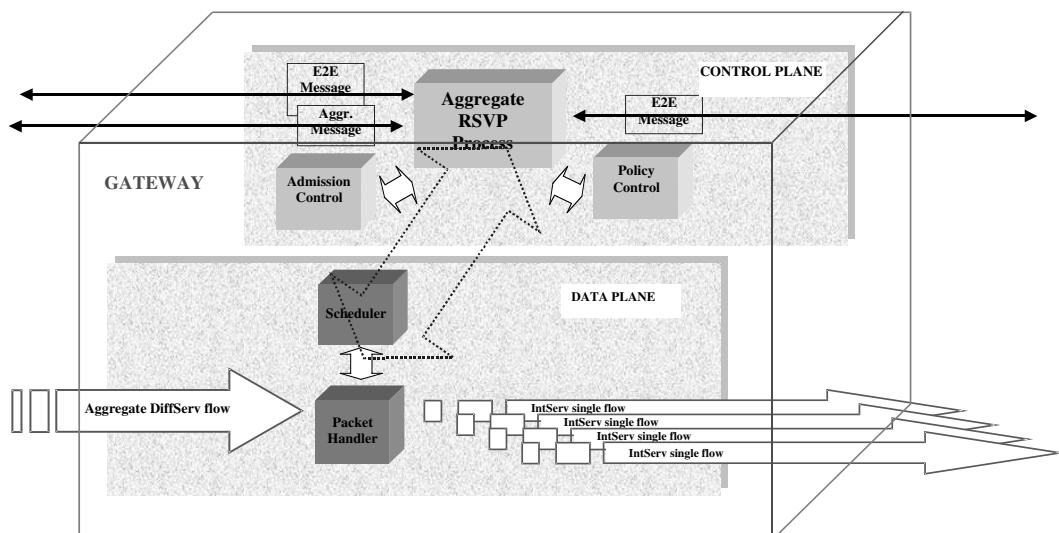 E2E
Message
CONTROL PLANE
Aggregate
RSVP
Process
E2E
Message
Aggr.
Message
GATEWAY
Admission
Control
Policy
Control
DATA PLANE
Scheduler
Aggregate DiffServ flow
Packet
Handler
IntServ single flow
IntServ single flow
IntServ single flow
IntServ single flow